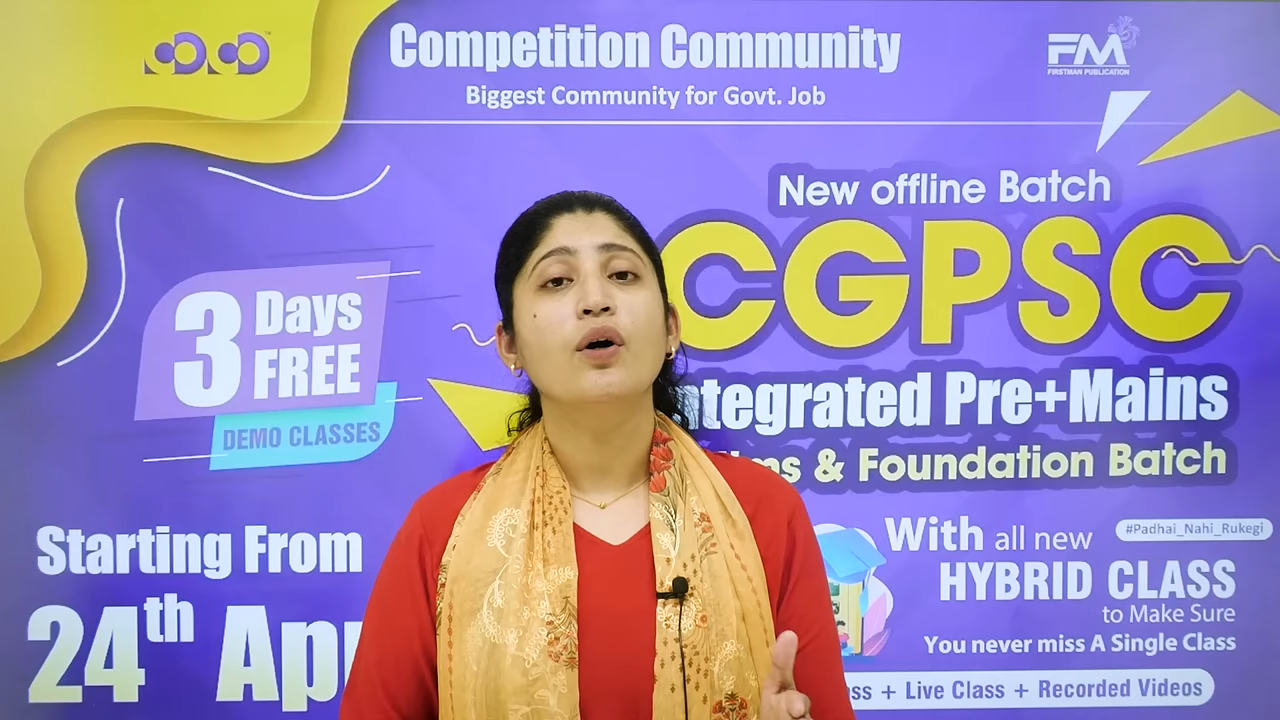 Competition Community
Biggest Community for Govt. Job
FM
FIRSTMAN PUBLICATION
New offline Batch
CGPSC
Integrated Pre+Mains
& Foundation Batch
3 Days
FREE
DEMO CLASSES
Starting From
24th
With all new
#Padhai_Nahi_Rukegi
HYBRID CLASS
to Make Sure
You never miss A Single Class
+ Live Class + Recorded Videos